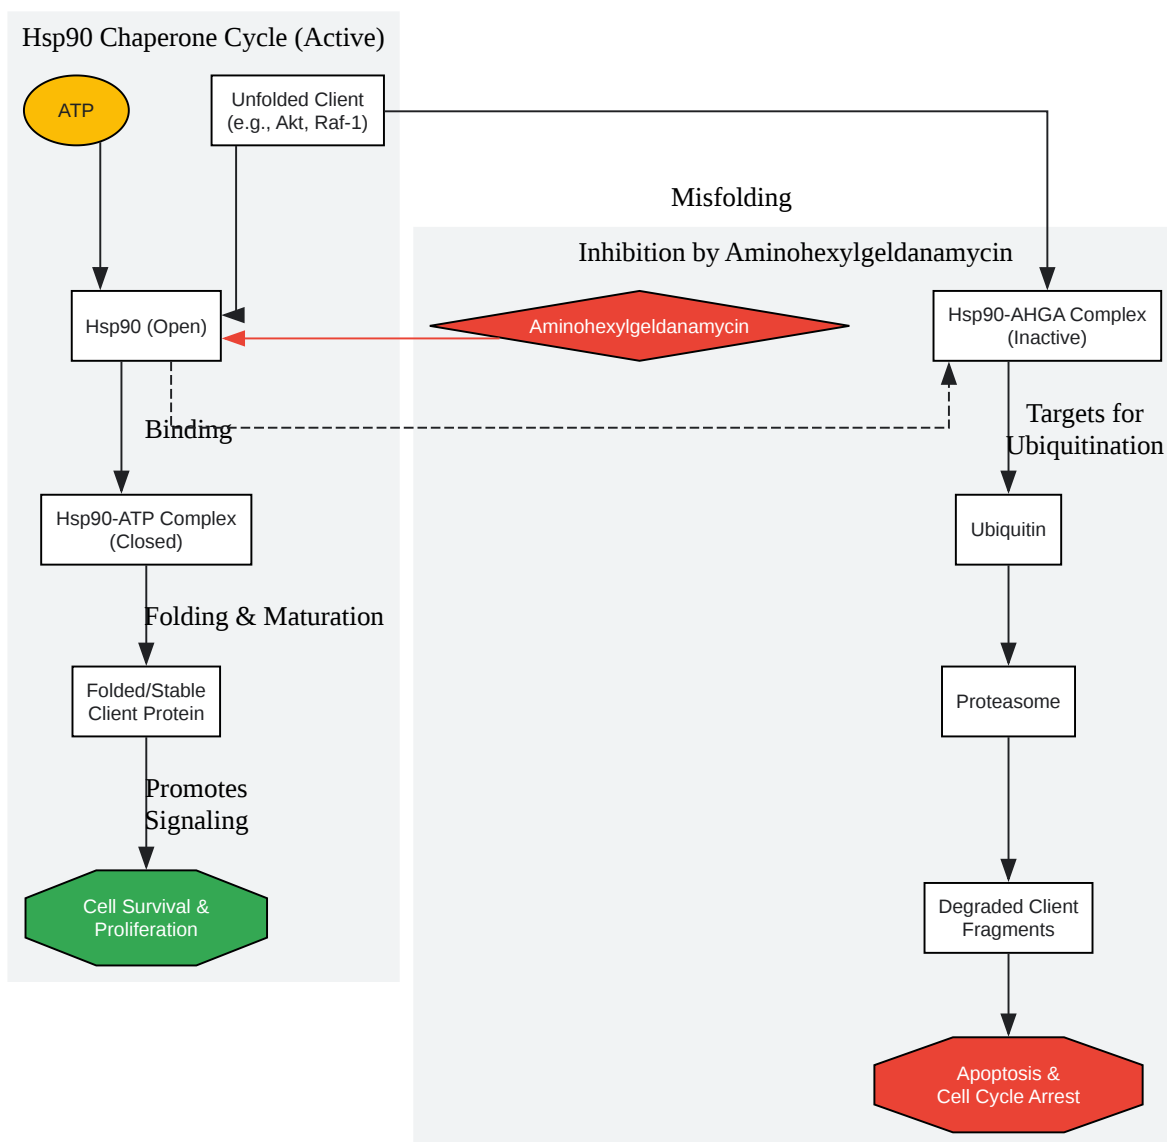 Hsp90 Chaperone Cycle (Active)
ATP
Unfolded Client
(e.g., Akt, Raf-1)
Misfolding
Inhibition by Aminohexylgeldanamycin
Hsp90 (Open)
Aminohexylgeldanamycin
Hsp90-AHGA Complex
(Inactive)
Binding
Targets for
Ubiquitination
Hsp90-ATP Complex
(Closed)
Ubiquitin
Folding & Maturation
Folded/Stable
Client Protein
Proteasome
Promotes
Signaling
Cell Survival &
Proliferation
Degraded Client
Fragments
Apoptosis &
Cell Cycle Arrest